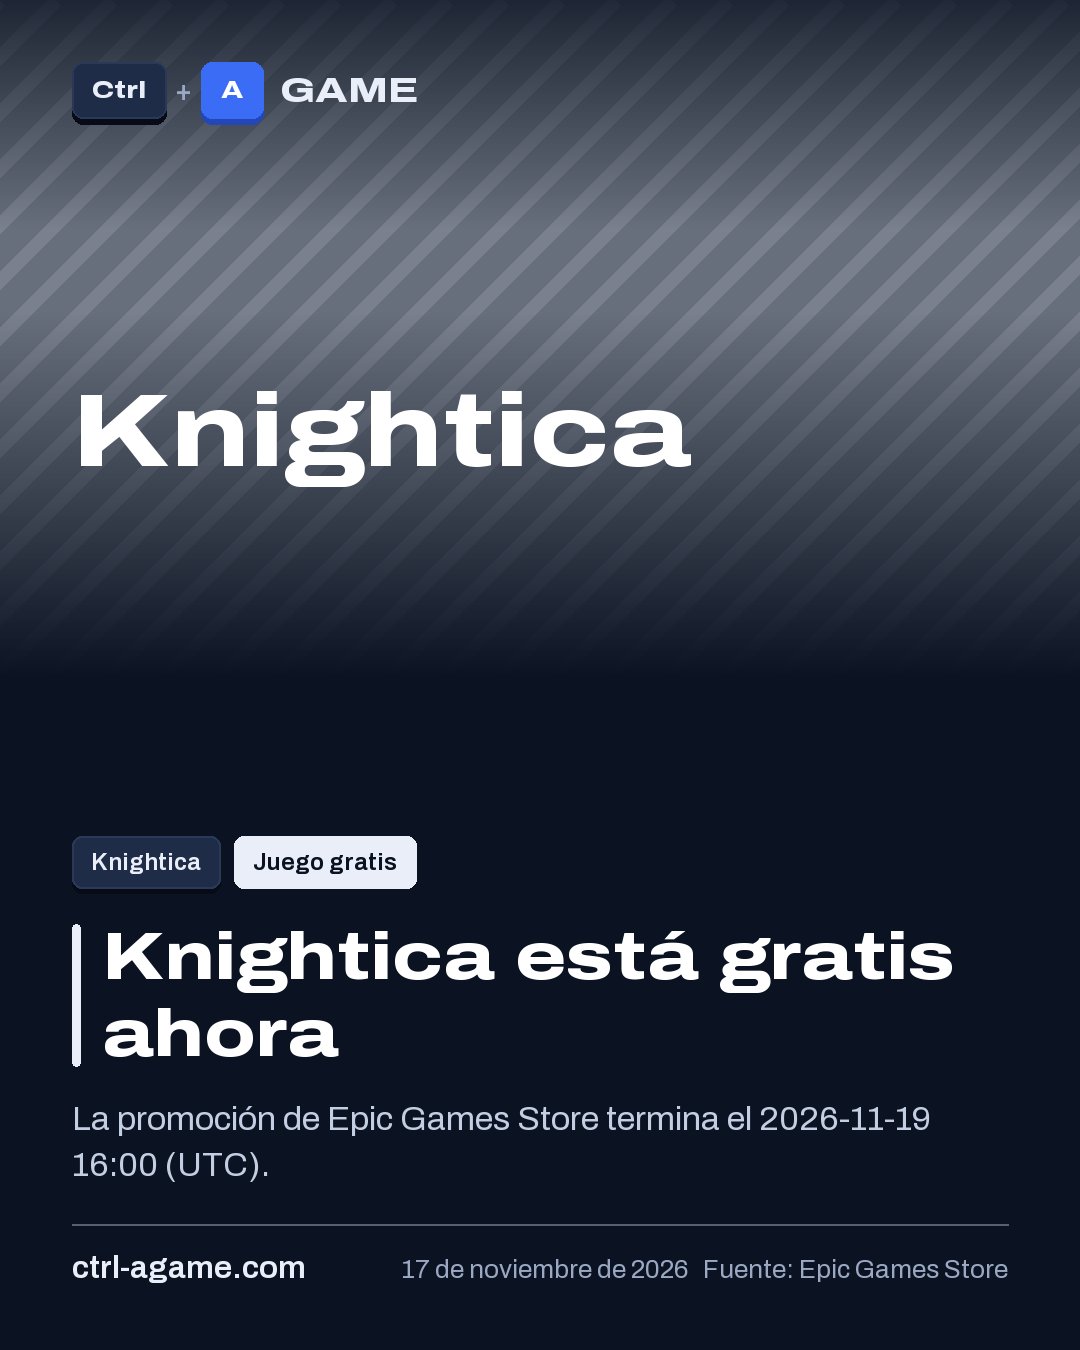 Ctrl + A GAME
Knightica
Knightica Juego gratis
Knightica está gratis
ahora
La promoción de Epic Games Store termina el 2026-11-19
16:00 (UTC).
ctrl-agame.com 17 de noviembre de 2026 Fuente: Epic Games Store